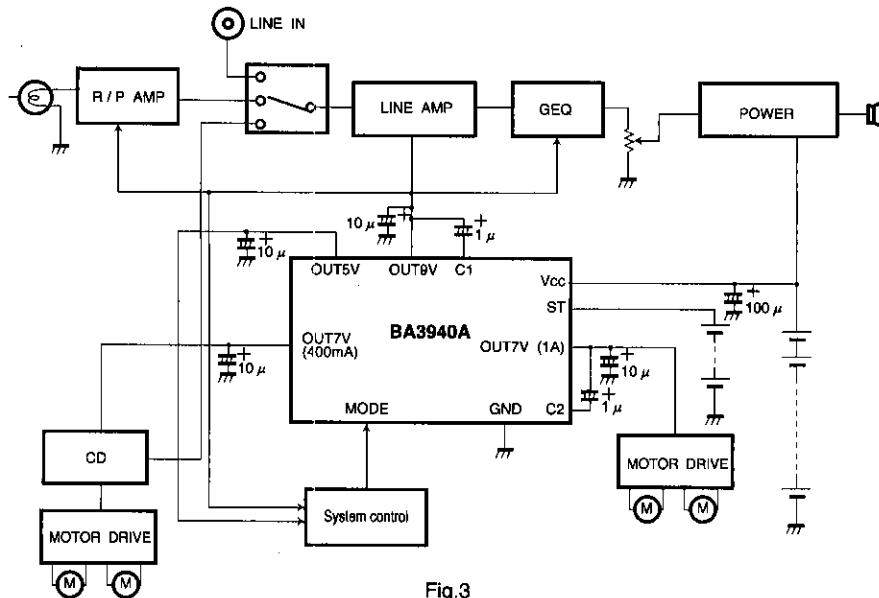 LINE IN
R / P AMP
LINE AMP
GEQ
POWER
10 μ
+
+
1 μ
+
10 μ
OUT5V
OUT9V
C1
Vcc
+
100 μ
ST
BA3940A
OUT7V
(400mA)
+
10 μ
OUT7V (1A)
+
10 μ
+
1 μ
MODE
GND
C2
CD
MOTOR DRIVE
M
M
System control
MOTOR DRIVE
M
M
Fig.3